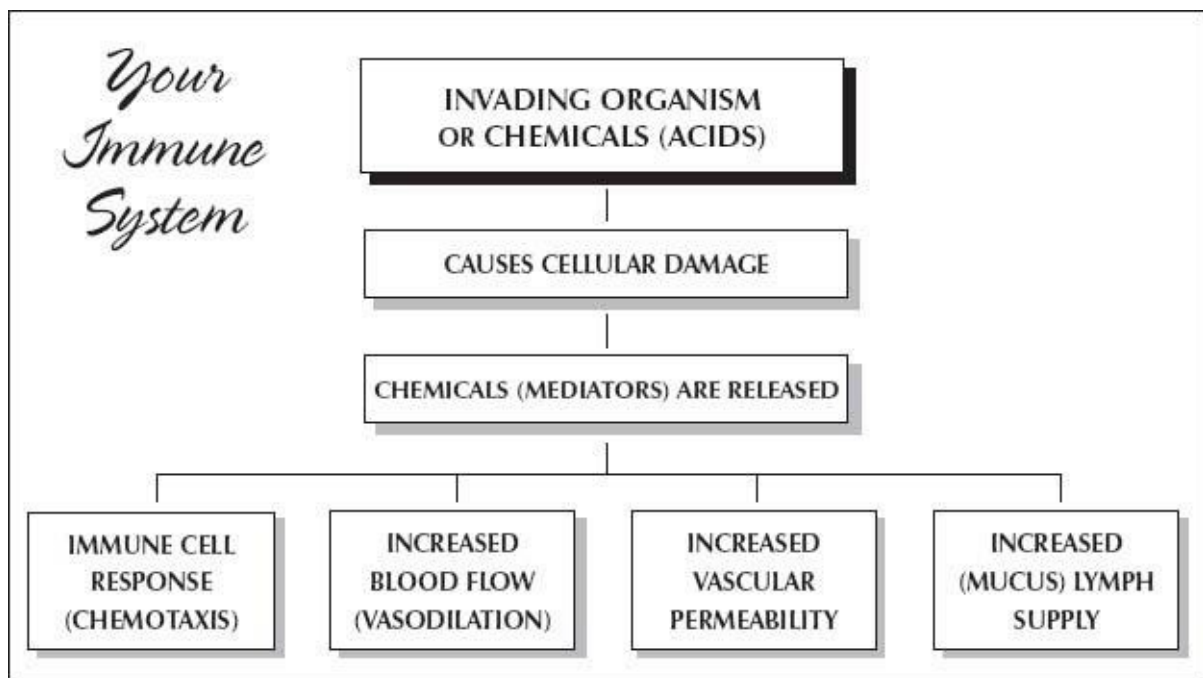 Your
Immune
System
INVADING ORGANISM
OR CHEMICALS (ACIDS)
CAUSES CELLULAR DAMAGE
CHEMICALS (MEDIATORS) ARE RELEASED
IMMUNE CELL
RESPONSE
(CHEMOTAXIS)
INCREASED
BLOOD FLOW
(VASODILATION)
INCREASED
VASCULAR
PERMEABILITY
INCREASED
(MUCUS) LYMPH
SUPPLY